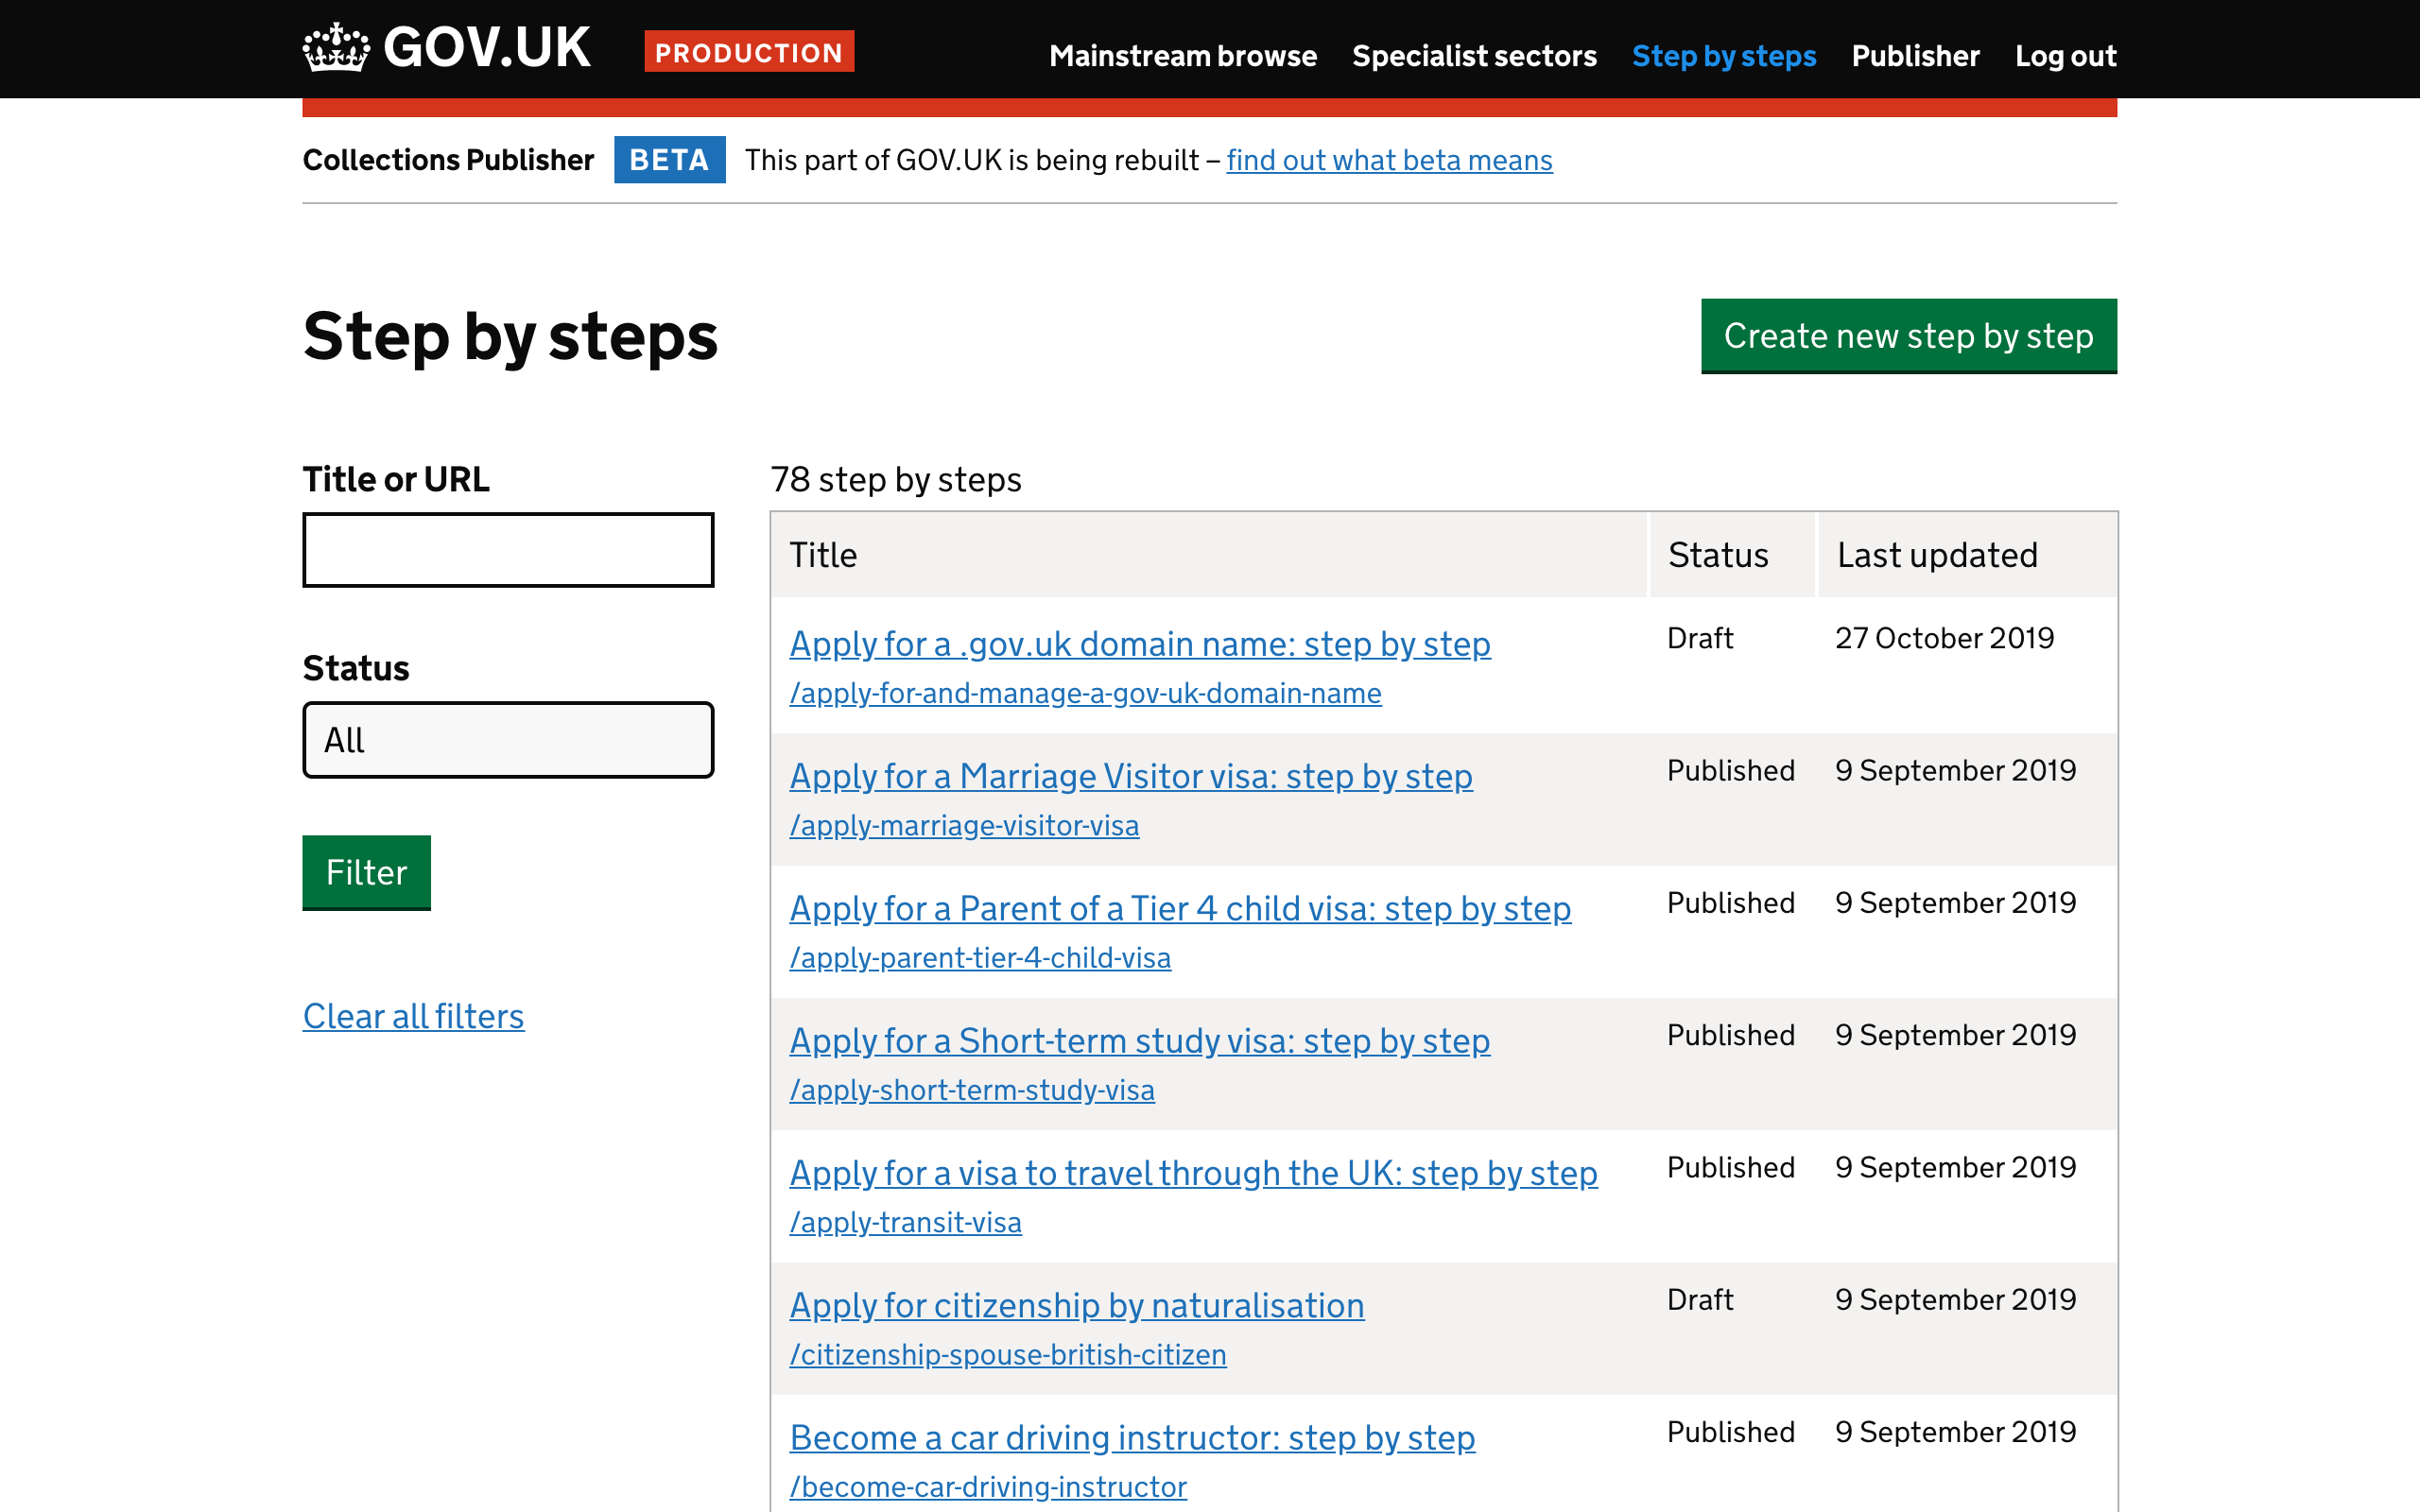 GOV.UK PRODUCTION Mainstream browse Specialist sectors Step by steps Publisher Log out
Collections Publisher BETA This part of GOV.UK is being rebuilt – find out what beta means
Step by steps
Create new step by step
Title or URL
Status
All
Filter
Clear all filters
78 step by steps
Title Status Last updated
Apply for a .gov.uk domain name: step by step Draft 27 October 2019
/apply-for-and-manage-a-gov-uk-domain-name
Apply for a Marriage Visitor visa: step by step Published 9 September 2019
/apply-marriage-visitor-visa
Apply for a Parent of a Tier 4 child visa: step by step Published 9 September 2019
/apply-parent-tier-4-child-visa
Apply for a Short-term study visa: step by step Published 9 September 2019
/apply-short-term-study-visa
Apply for a visa to travel through the UK: step by step Published 9 September 2019
/apply-transit-visa
Apply for citizenship by naturalisation Draft 9 September 2019
/citizenship-spouse-british-citizen
Become a car driving instructor: step by step Published 9 September 2019
/become-car-driving-instructor